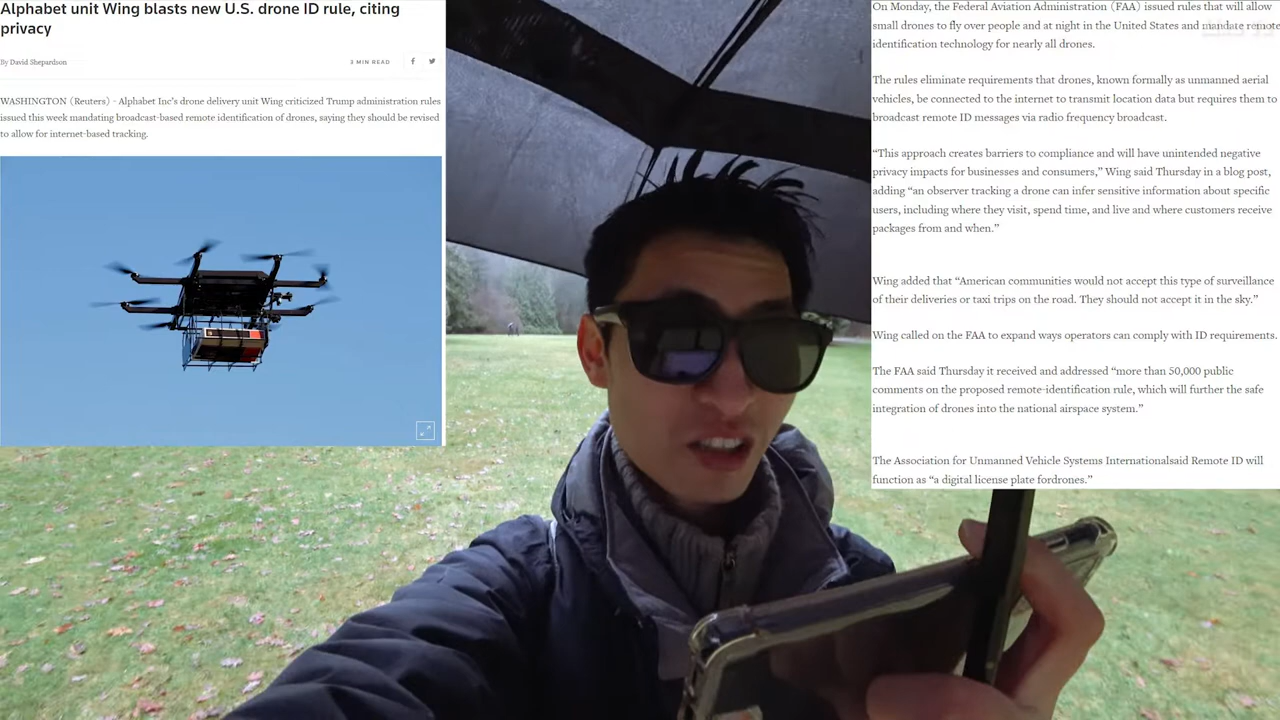 Alphabet unit Wing blasts new U.S. drone ID rule, citing
privacy
By David Shepardson
3 MIN READ
WASHINGTON (Reuters) - Alphabet Inc's drone delivery unit Wing criticized Trump administration rules
issued this week mandating broadcast-based remote identification of drones, saying they should be revised
to allow for internet-based tracking.
On Monday, the Federal Aviation Administration (FAA) issued rules that will allow
small drones to fly over people and at night in the United States and mandate remote
identification technology for nearly all drones.
The rules eliminate requirements that drones, known formally as unmanned aerial
vehicles, be connected to the internet to transmit location data but requires them to
broadcast remote ID messages via radio frequency broadcast.
“This approach creates barriers to compliance and will have unintended negative
privacy impacts for businesses and consumers,” Wing said Thursday in a blog post,
adding “an observer tracking a drone can infer sensitive information about specific
users, including where they visit, spend time, and live and where customers receive
packages from and when.”
Wing added that “American communities would not accept this type of surveillance
of their deliveries or taxi trips on the road. They should not accept it in the sky.”
Wing called on the FAA to expand ways operators can comply with ID requirements.
The FAA said Thursday it received and addressed “more than 50,000 public
comments on the proposed remote-identification rule, which will further the safe
integration of drones into the national airspace system.”
The Association for Unmanned Vehicle Systems Internationalsaid Remote ID will
function as “a digital license plate fordrones.”